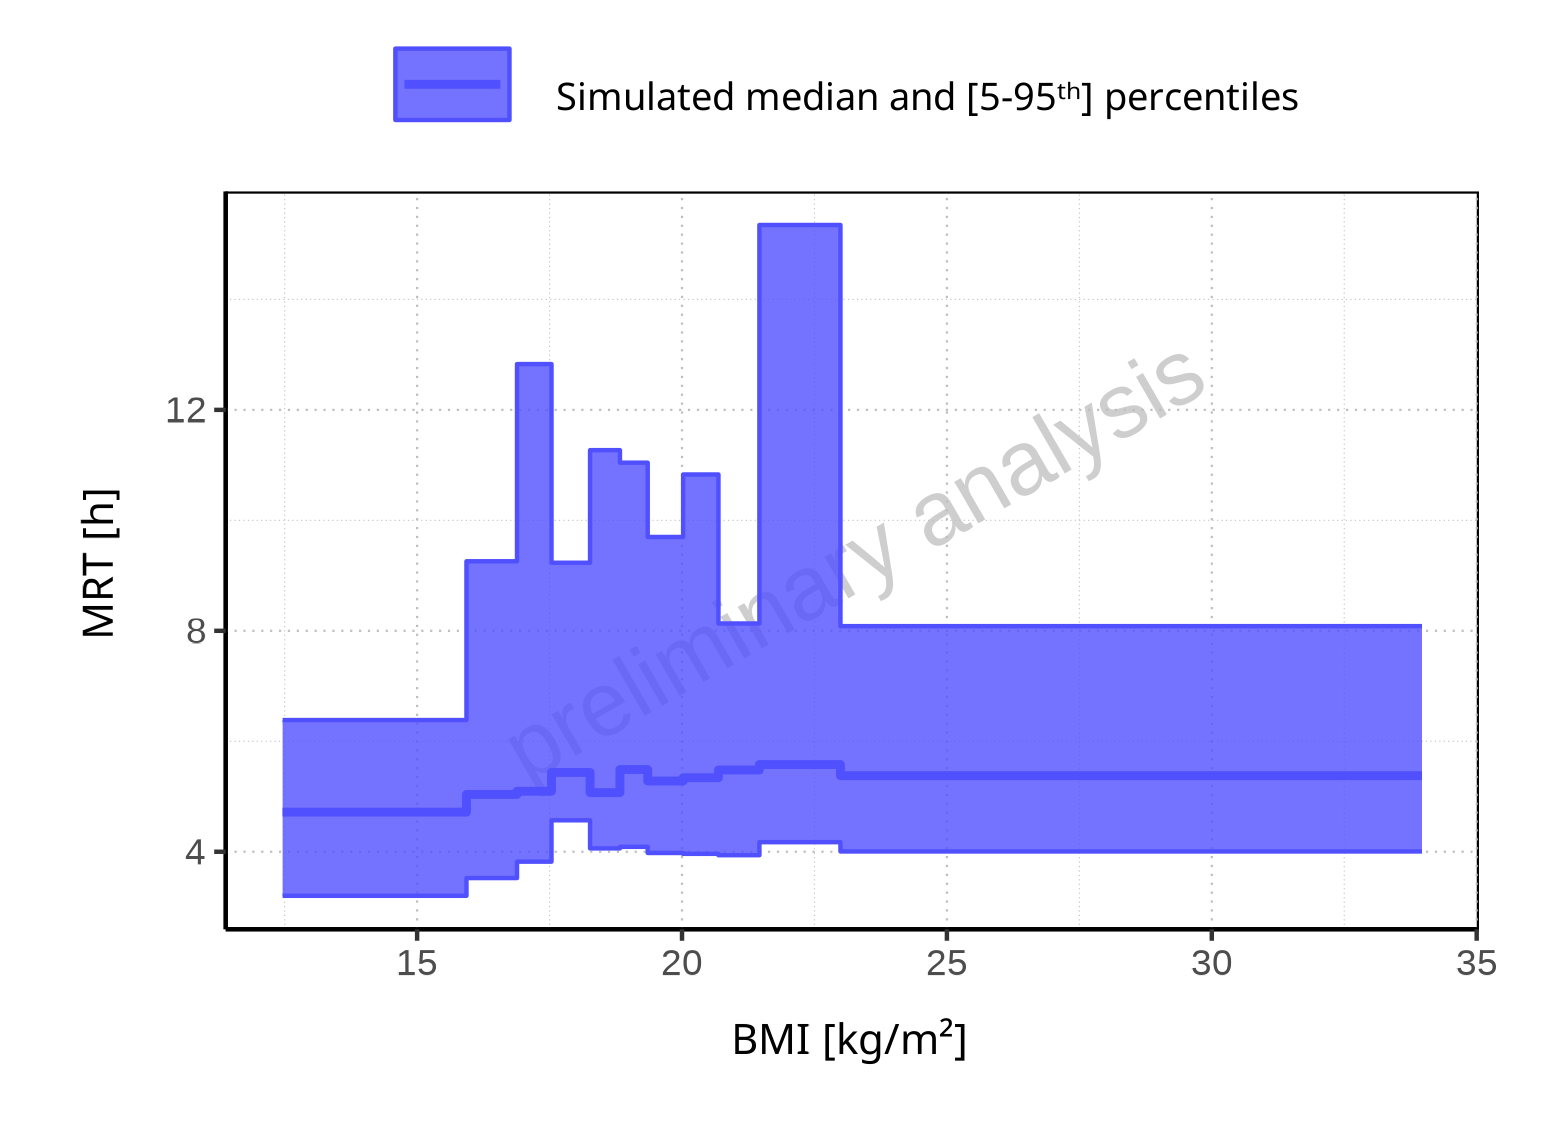 Simulated median and [5-95ᵗʰ] percentiles
12
8
4
MRT [h]
preliminary analysis
15 20 25 30 35
BMI [kg/m²]